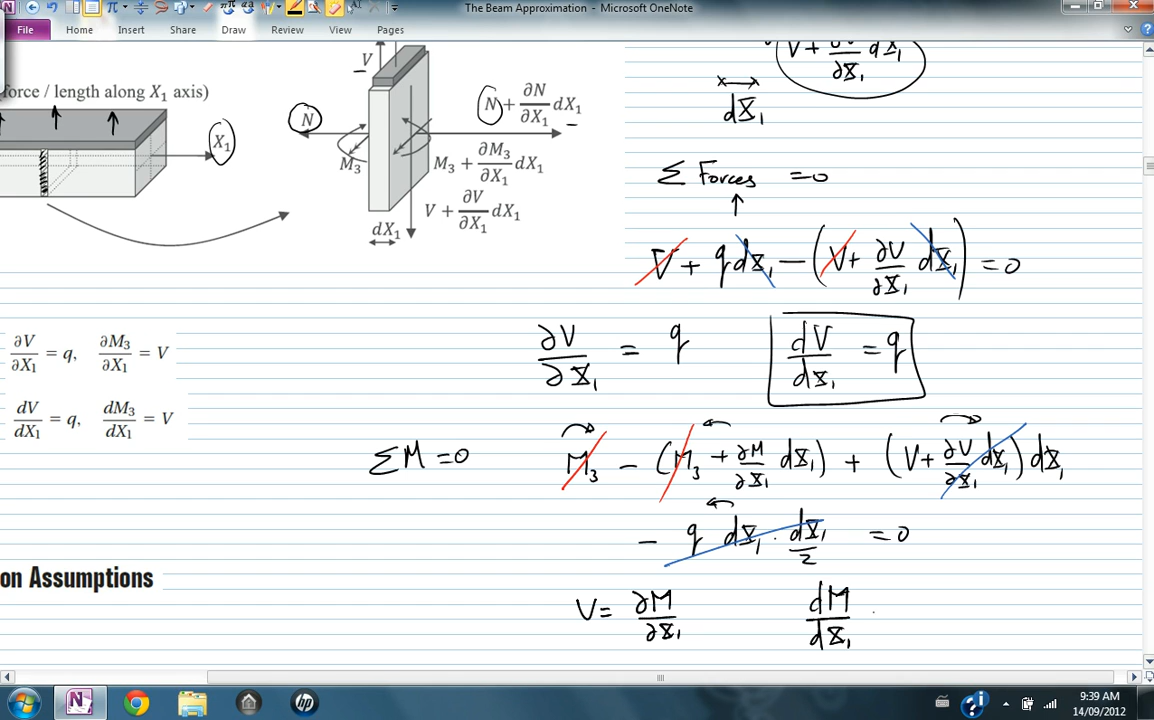 The Beam Approximation - Microsoft OneNote
File Home Insert Share Draw Review View Pages
force / length along X₁ axis)
X₁
V
N
N + ∂N/∂X₁ dX₁
M₃
M₃ + ∂M₃/∂X₁ dX₁
V + ∂V/∂X₁ dX₁
dX₁
V + ∂V/∂X₁ dX₁
dX₁
Σ Forces = 0
V + q dX₁ − (V + ∂V/∂X₁ dX₁) = 0
∂V/∂X₁ = q, ∂M₃/∂X₁ = V
dV/dX₁ = q, dM₃/dX₁ = V
∂V/∂X₁ = q
dV/dX₁ = q
ΣM = 0
M₃ − (M₃ + ∂M/∂X₁ dX₁) + (V + ∂V/∂X₁ dX₁) dX₁
− q dX₁ · dX₁/2 = 0
on Assumptions
V = ∂M/∂X₁
dM/dX₁
9:39 AM
14/09/2012